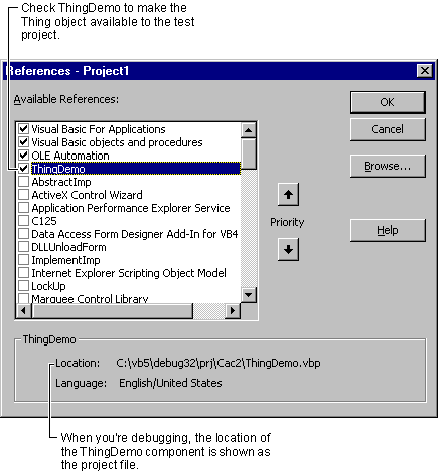 Check ThingDemo to make the
Thing object available to the test
project.
References - Project1
Available References:
OK
Cancel
Browse...
Help
Visual Basic For Applications
Visual Basic objects and procedures
OLE Automation
ThingDemo
AbstractImp
ActiveX Control Wizard
Application Performance Explorer Service
C125
Data Access Form Designer Add-In for VB4
DLLUnloadForm
ImplementImp
Internet Explorer Scripting Object Model
LockUp
Marquee Control Library
Priority
ThingDemo
Location: C:\vb5\debug32\prj\Cac2\ThingDemo.vbp
Language: English/United States
When you're debugging, the location of
the ThingDemo component is shown as
the project file.